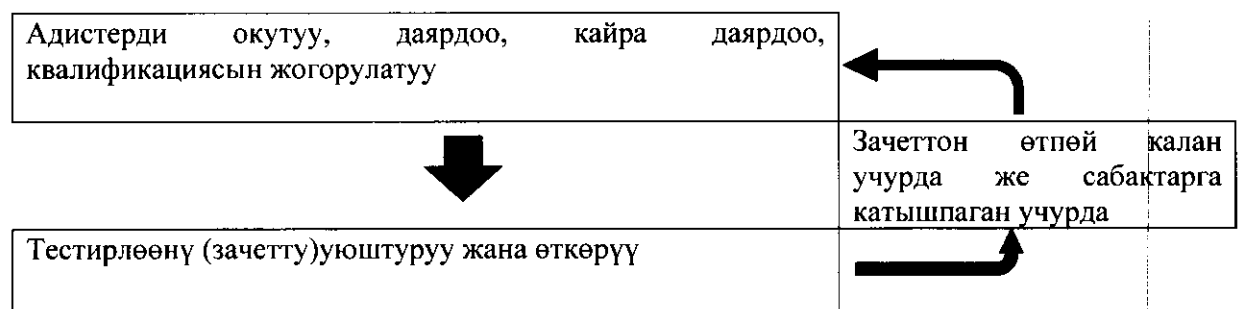 Адистерди окутуу, даярдоо, кайра даярдоо,
квалификациясын жогорулатуу
Зачеттон өтпөй калан
учурда же сабактарга
катышпаган учурда
Тестирлөөнү (зачетту)уюштуруу жана өткөрүү